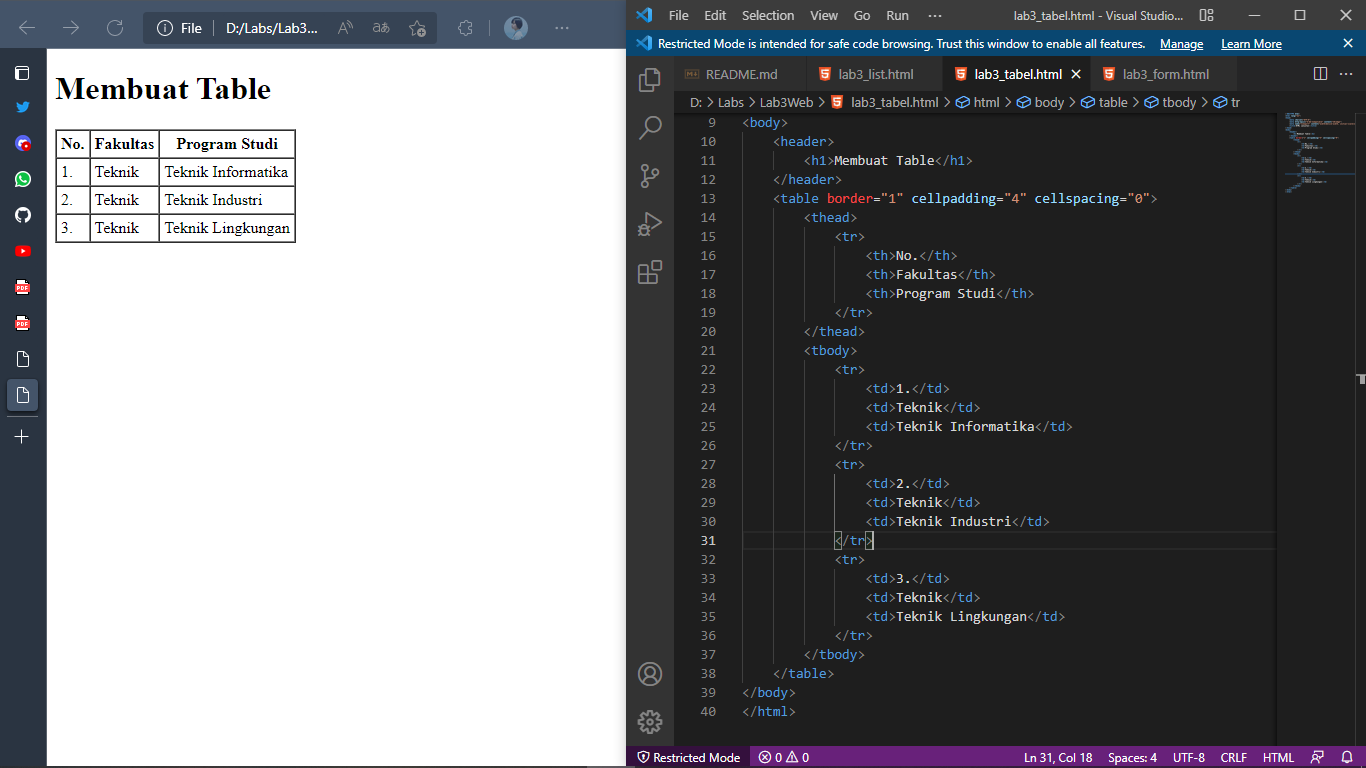 File
D:/Labs/Lab3...
Membuat Table
No. Fakultas Program Studi
1. Teknik Teknik Informatika
2. Teknik Teknik Industri
3. Teknik Teknik Lingkungan
PDF
PDF
File Edit Selection View Go Run ··· lab3_tabel.html - Visual Studio...
Restricted Mode is intended for safe code browsing. Trust this window to enable all features. Manage Learn More
README.md lab3_list.html lab3_tabel.html lab3_form.html
D: > Labs > Lab3Web > lab3_tabel.html > html > body > table > tbody > tr
9 <body>
10 <header>
11 <h1>Membuat Table</h1>
12 </header>
13 <table border="1" cellpadding="4" cellspacing="0">
14 <thead>
15 <tr>
16 <th>No.</th>
17 <th>Fakultas</th>
18 <th>Program Studi</th>
19 </tr>
20 </thead>
21 <tbody>
22 <tr>
23 <td>1.</td>
24 <td>Teknik</td>
25 <td>Teknik Informatika</td>
26 </tr>
27 <tr>
28 <td>2.</td>
29 <td>Teknik</td>
30 <td>Teknik Industri</td>
31 </tr>
32 <tr>
33 <td>3.</td>
34 <td>Teknik</td>
35 <td>Teknik Lingkungan</td>
36 </tr>
37 </tbody>
38 </table>
39 </body>
40 </html>
Restricted Mode 0 0 Ln 31, Col 18 Spaces: 4 UTF-8 CRLF HTML